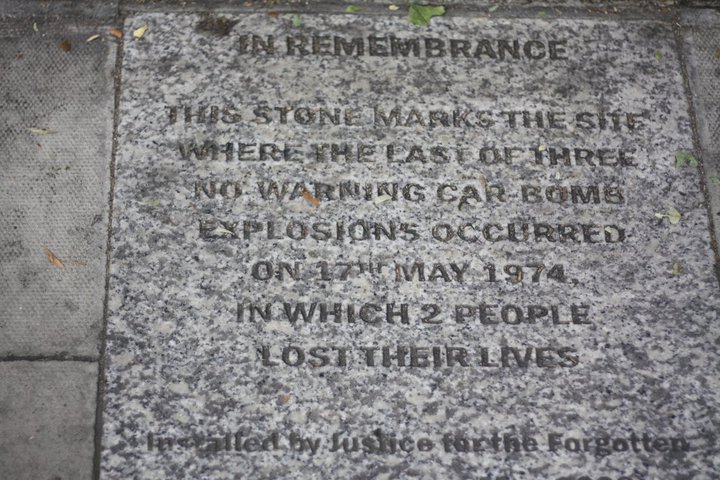 IN REMEMBRANCE
THIS STONE MARKS THE SITE
WHERE THE LAST OF THREE
NO WARNING CAR BOMB
EXPLOSIONS OCCURRED
ON 17TH MAY 1974,
IN WHICH 2 PEOPLE
LOST THEIR LIVES
Installed by Justice for the Forgotten